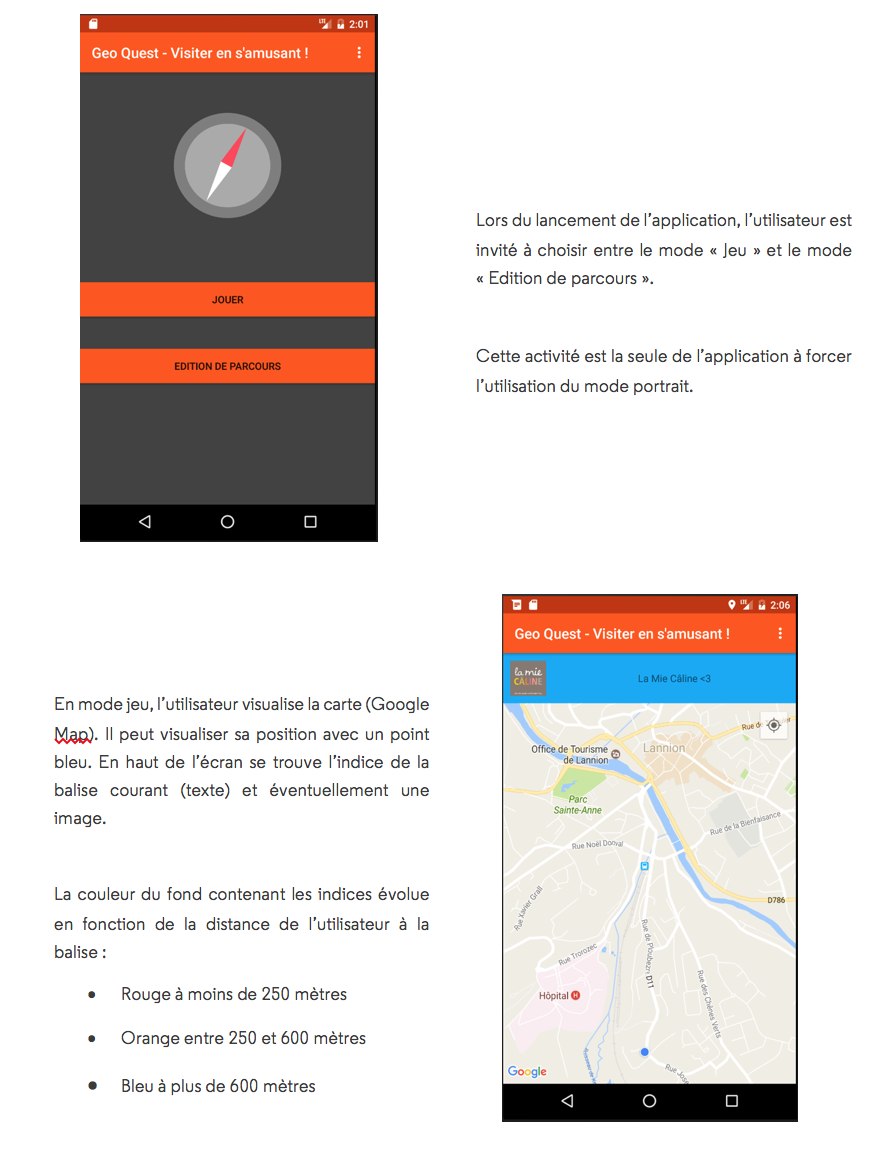 2:01
Geo Quest - Visiter en s'amusant !
JOUER
EDITION DE PARCOURS
Lors du lancement de l’application, l’utilisateur est
invité à choisir entre le mode « Jeu » et le mode
« Edition de parcours ».
Cette activité est la seule de l’application à forcer
l’utilisation du mode portrait.
En mode jeu, l’utilisateur visualise la carte (Google
Map). Il peut visualiser sa position avec un point
bleu. En haut de l’écran se trouve l’indice de la
balise courant (texte) et éventuellement une
image.
La couleur du fond contenant les indices évolue
en fonction de la distance de l’utilisateur à la
balise :
• Rouge à moins de 250 mètres
• Orange entre 250 et 600 mètres
• Bleu à plus de 600 mètres
LTE 2:06
Geo Quest - Visiter en s'amusant !
la mie
CÂLINE
La Mie Câline <3
Rue de
Office de Tourisme
de Lannion
Lannion
Parc
Sainte-Anne
Rue de la Bienfaisance
Rue Noël Donval
Rue Xavier Grall
D786
Rue de Ploubezre
D11
Rue Trorozec
Rue des Chênes Verts
Hôpital H
Google